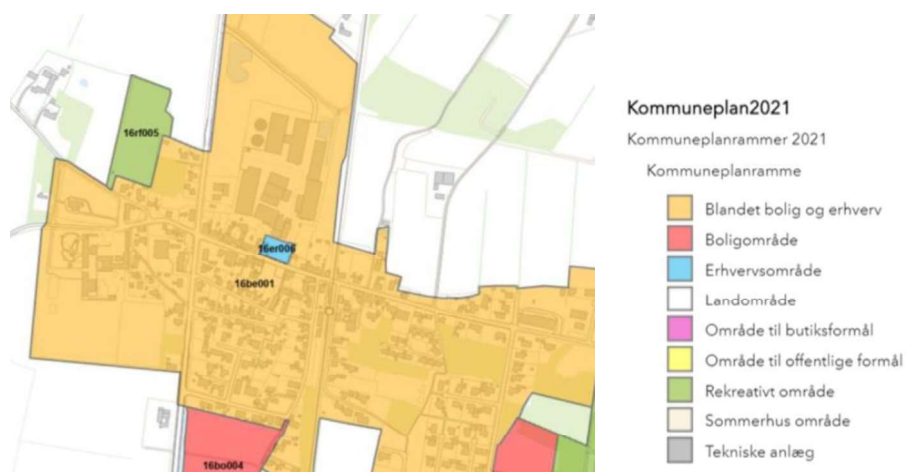 16rf005
16er006
16be001
16bo004
Kommuneplan2021
Kommuneplanrammer 2021
Kommuneplanramme
Blandet bolig og erhverv
Boligområde
Erhvervsområde
Landområde
Område til butiksformål
Område til offentlige formål
Rekreativt område
Sommerhus område
Tekniske anlæg